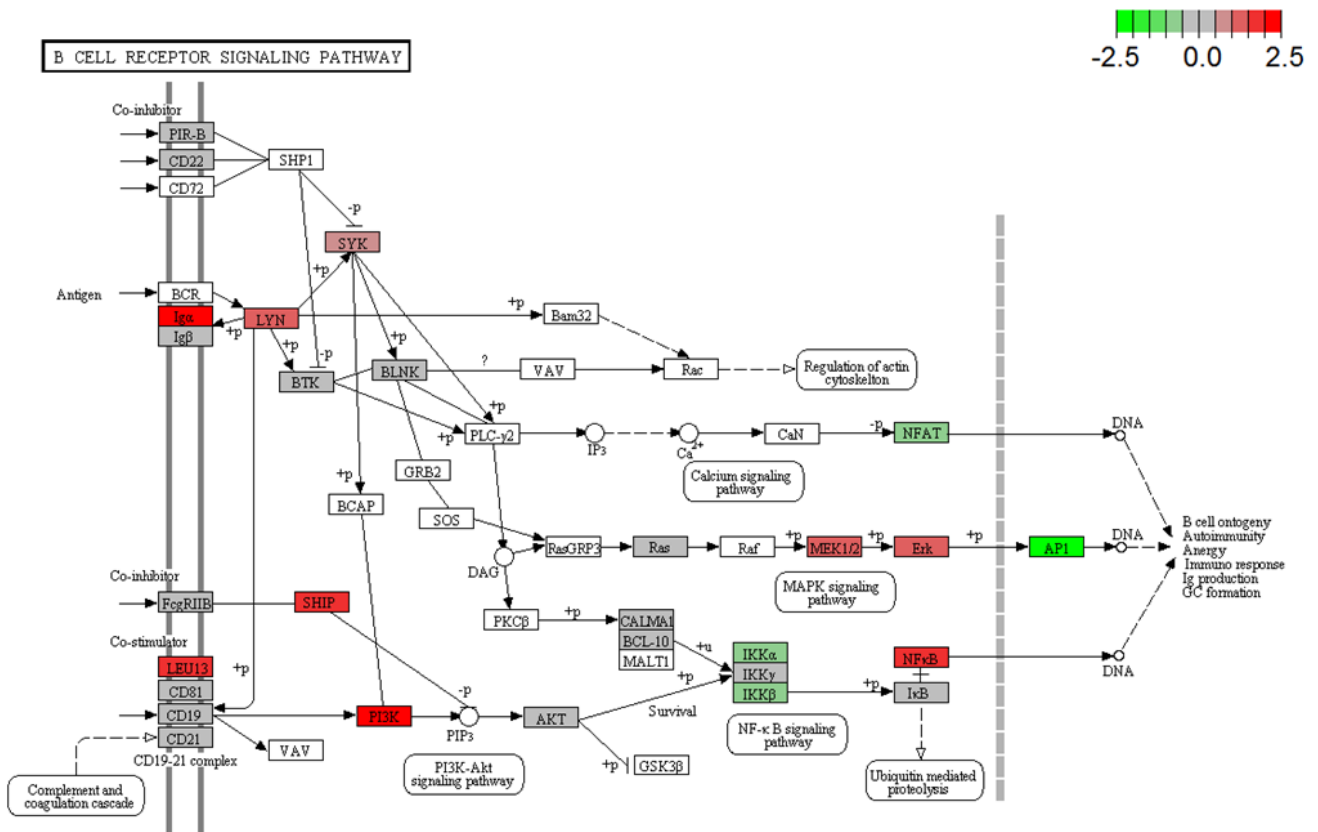 B CELL RECEPTOR SIGNALING PATHWAY
-2.5 0.0 2.5
Co-inhibitor
PIR-B
CD22
SHP1
CD72
-p
SYK
+p
Antigen
BCR
Igα
LYN
+p
Bam32
Igβ
+p
+p
-p
+p
BTK
BLNK
?
VAV
Rac
Regulation of actin
cytoskelton
+p
+p
PLC-γ2
IP3
Ca2+
CaN
-p
NFAT
DNA
Calcium signaling
pathway
GRB2
+p
BCAP
SOS
RasGRP3
Ras
Raf
+p
MEK1/2
+p
Erk
+p
AP1
DNA
DAG
MAPK signaling
pathway
B cell ontogeny
Autoimmunity
Anergy
Immuno response
Ig production
GC formation
Co-inhibitor
FcgRIIB
SHIP
PKCβ
+p
CALMA1
BCL-10
MALT1
+u
Co-stimulator
LEU13
+p
CD81
CD19
CD21
CD19-21 complex
VAV
PI3K
-p
PIP3
AKT
+p
Survival
IKKα
IKKγ
IKKβ
+p
NFκB
IκB
DNA
NF-κ B signaling
pathway
+p
GSK3β
PI3K-Akt
signaling pathway
Ubiquitin mediated
proteolysis
Complement and
coagulation cascade